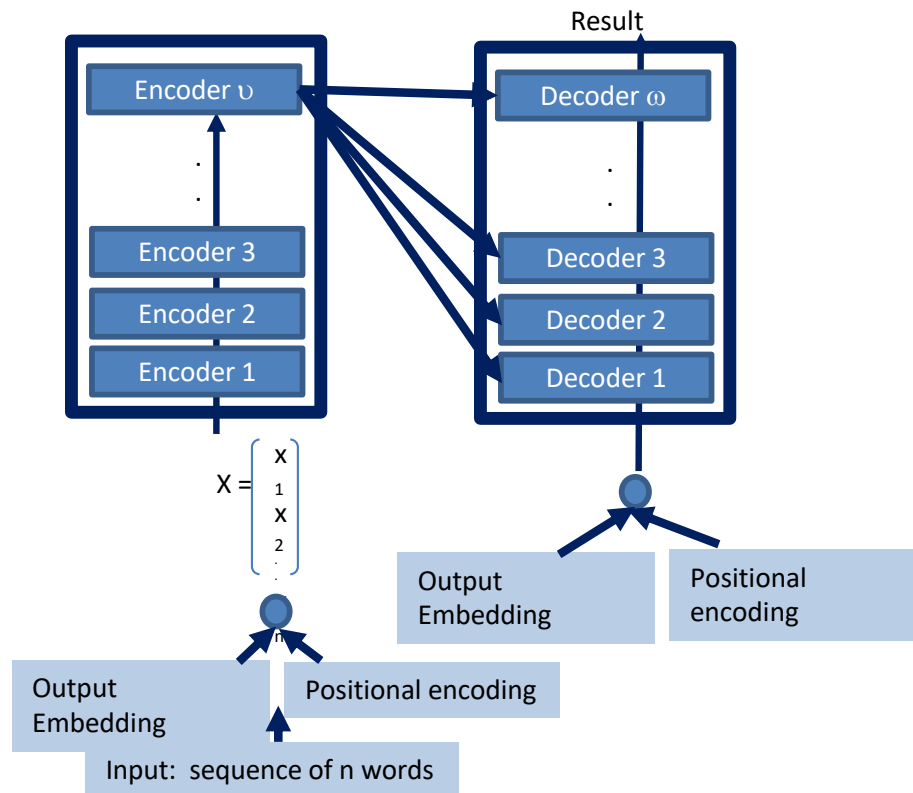 Result
Encoder υ
Decoder ω
.
.
.
.
Encoder 3
Decoder 3
Encoder 2
Decoder 2
Encoder 1
Decoder 1
X =
x
1
x
2
.
.
n
Output
Embedding
Positional
encoding
Output
Embedding
Positional encoding
Input: sequence of n words